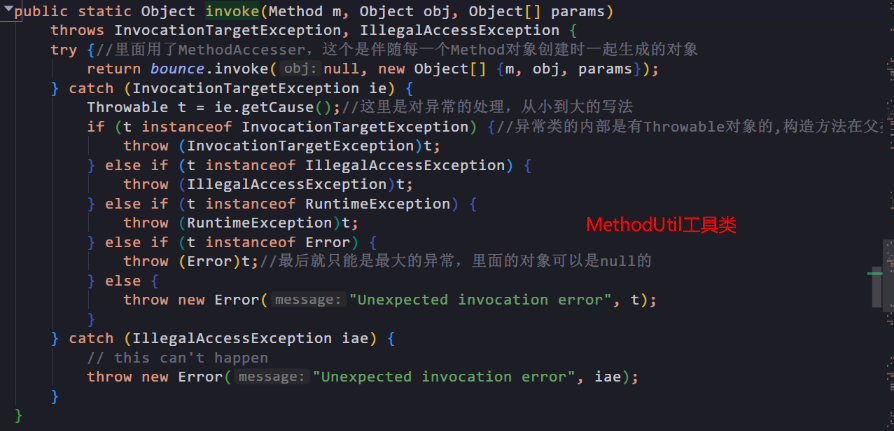 public static Object invoke(Method m, Object obj, Object[] params)
    throws InvocationTargetException, IllegalAccessException {
    try {//里面用了MethodAccesser，这个是伴随每一个Method对象创建时一起生成的对象
        return bounce.invoke( obj: null, new Object[] {m, obj, params});
    } catch (InvocationTargetException ie) {
        Throwable t = ie.getCause();//这里是对异常的处理，从小到大的写法
        if (t instanceof InvocationTargetException) {//异常类的内部是有Throwable对象的,构造方法在父
            throw (InvocationTargetException)t;
        } else if (t instanceof IllegalAccessException) {
            throw (IllegalAccessException)t;
        } else if (t instanceof RuntimeException) {
            throw (RuntimeException)t;
MethodUtil工具类
        } else if (t instanceof Error) {
            throw (Error)t;//最后就只能是最大的异常，里面的对象可以是null的
        } else {
            throw new Error( message: "Unexpected invocation error", t);
        }
    } catch (IllegalAccessException iae) {
        // this can't happen
        throw new Error( message: "Unexpected invocation error", iae);
    }
}